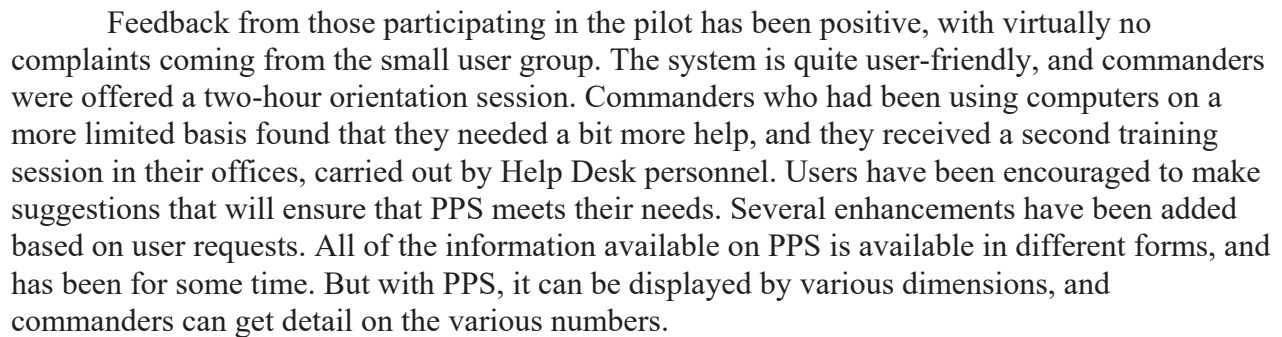 Feedback from those participating in the pilot has been positive, with virtually no
complaints coming from the small user group. The system is quite user-friendly, and commanders
were offered a two-hour orientation session. Commanders who had been using computers on a
more limited basis found that they needed a bit more help, and they received a second training
session in their offices, carried out by Help Desk personnel. Users have been encouraged to make
suggestions that will ensure that PPS meets their needs. Several enhancements have been added
based on user requests. All of the information available on PPS is available in different forms, and
has been for some time. But with PPS, it can be displayed by various dimensions, and
commanders can get detail on the various numbers.